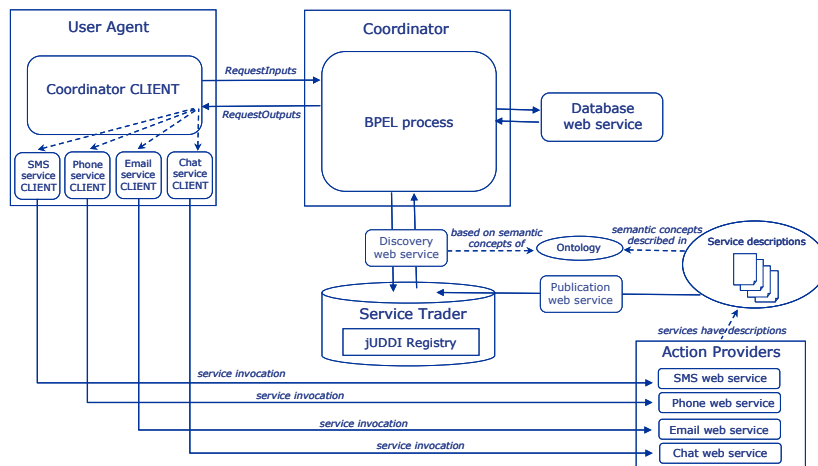 User Agent
Coordinator
Coordinator CLIENT
RequestInputs
RequestOutputs
BPEL process
Database
web service
SMS
service
CLIENT
Phone
service
CLIENT
Email
service
CLIENT
Chat
service
CLIENT
Discovery
web service
based on semantic
concepts of
Ontology
semantic concepts
described in
Service descriptions
Publication
web service
Service Trader
jUDDI Registry
services have descriptions
Action Providers
service invocation
SMS web service
service invocation
Phone web service
service invocation
Email web service
service invocation
Chat web service